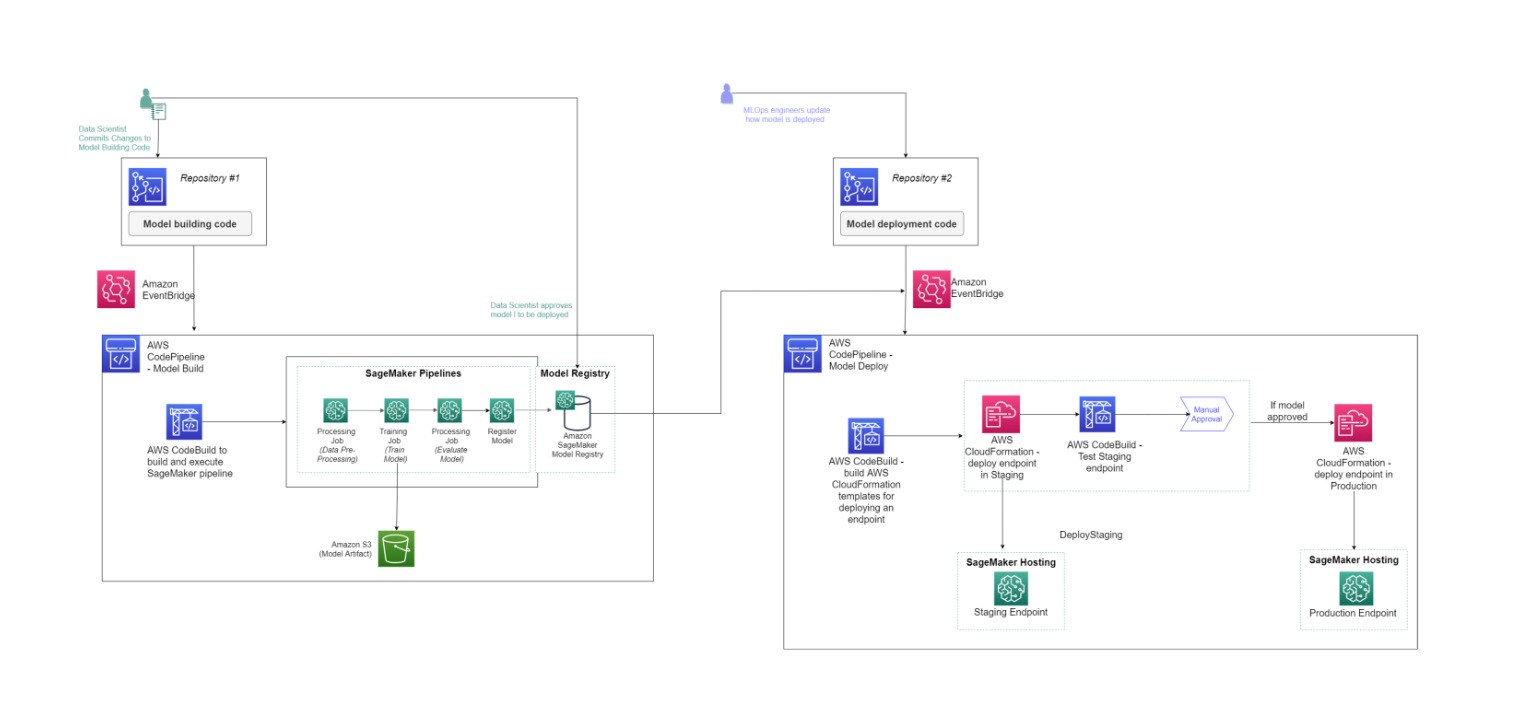 Data Scientist
Commits Changes to
Model Building Code
MLOps engineers update
how model is deployed
Repository #1
Model building code
Repository #2
Model deployment code
Amazon
EventBridge
Amazon
EventBridge
Data Scientist approves
model I to be deployed
AWS
CodePipeline
- Model Build
AWS CodeBuild to
build and execute
SageMaker pipeline
SageMaker Pipelines
Processing
Job
(Data Pre-
Processing)
Training
Job
(Train
Model)
Processing
Job
(Evaluate
Model)
Register
Model
Model Registry
Amazon
SageMaker
Model Registry
Amazon S3
(Model Artifact)
AWS
CodePipeline -
Model Deploy
AWS CodeBuild -
build AWS
CloudFormation
templates for
deploying an
endpoint
AWS
CloudFormation -
deploy endpoint
in Staging
AWS CodeBuild -
Test Staging
endpoint
Manual
Approval
If model
approved
AWS
CloudFormation -
deploy endpoint in
Production
DeployStaging
SageMaker Hosting
Staging Endpoint
SageMaker Hosting
Production Endpoint